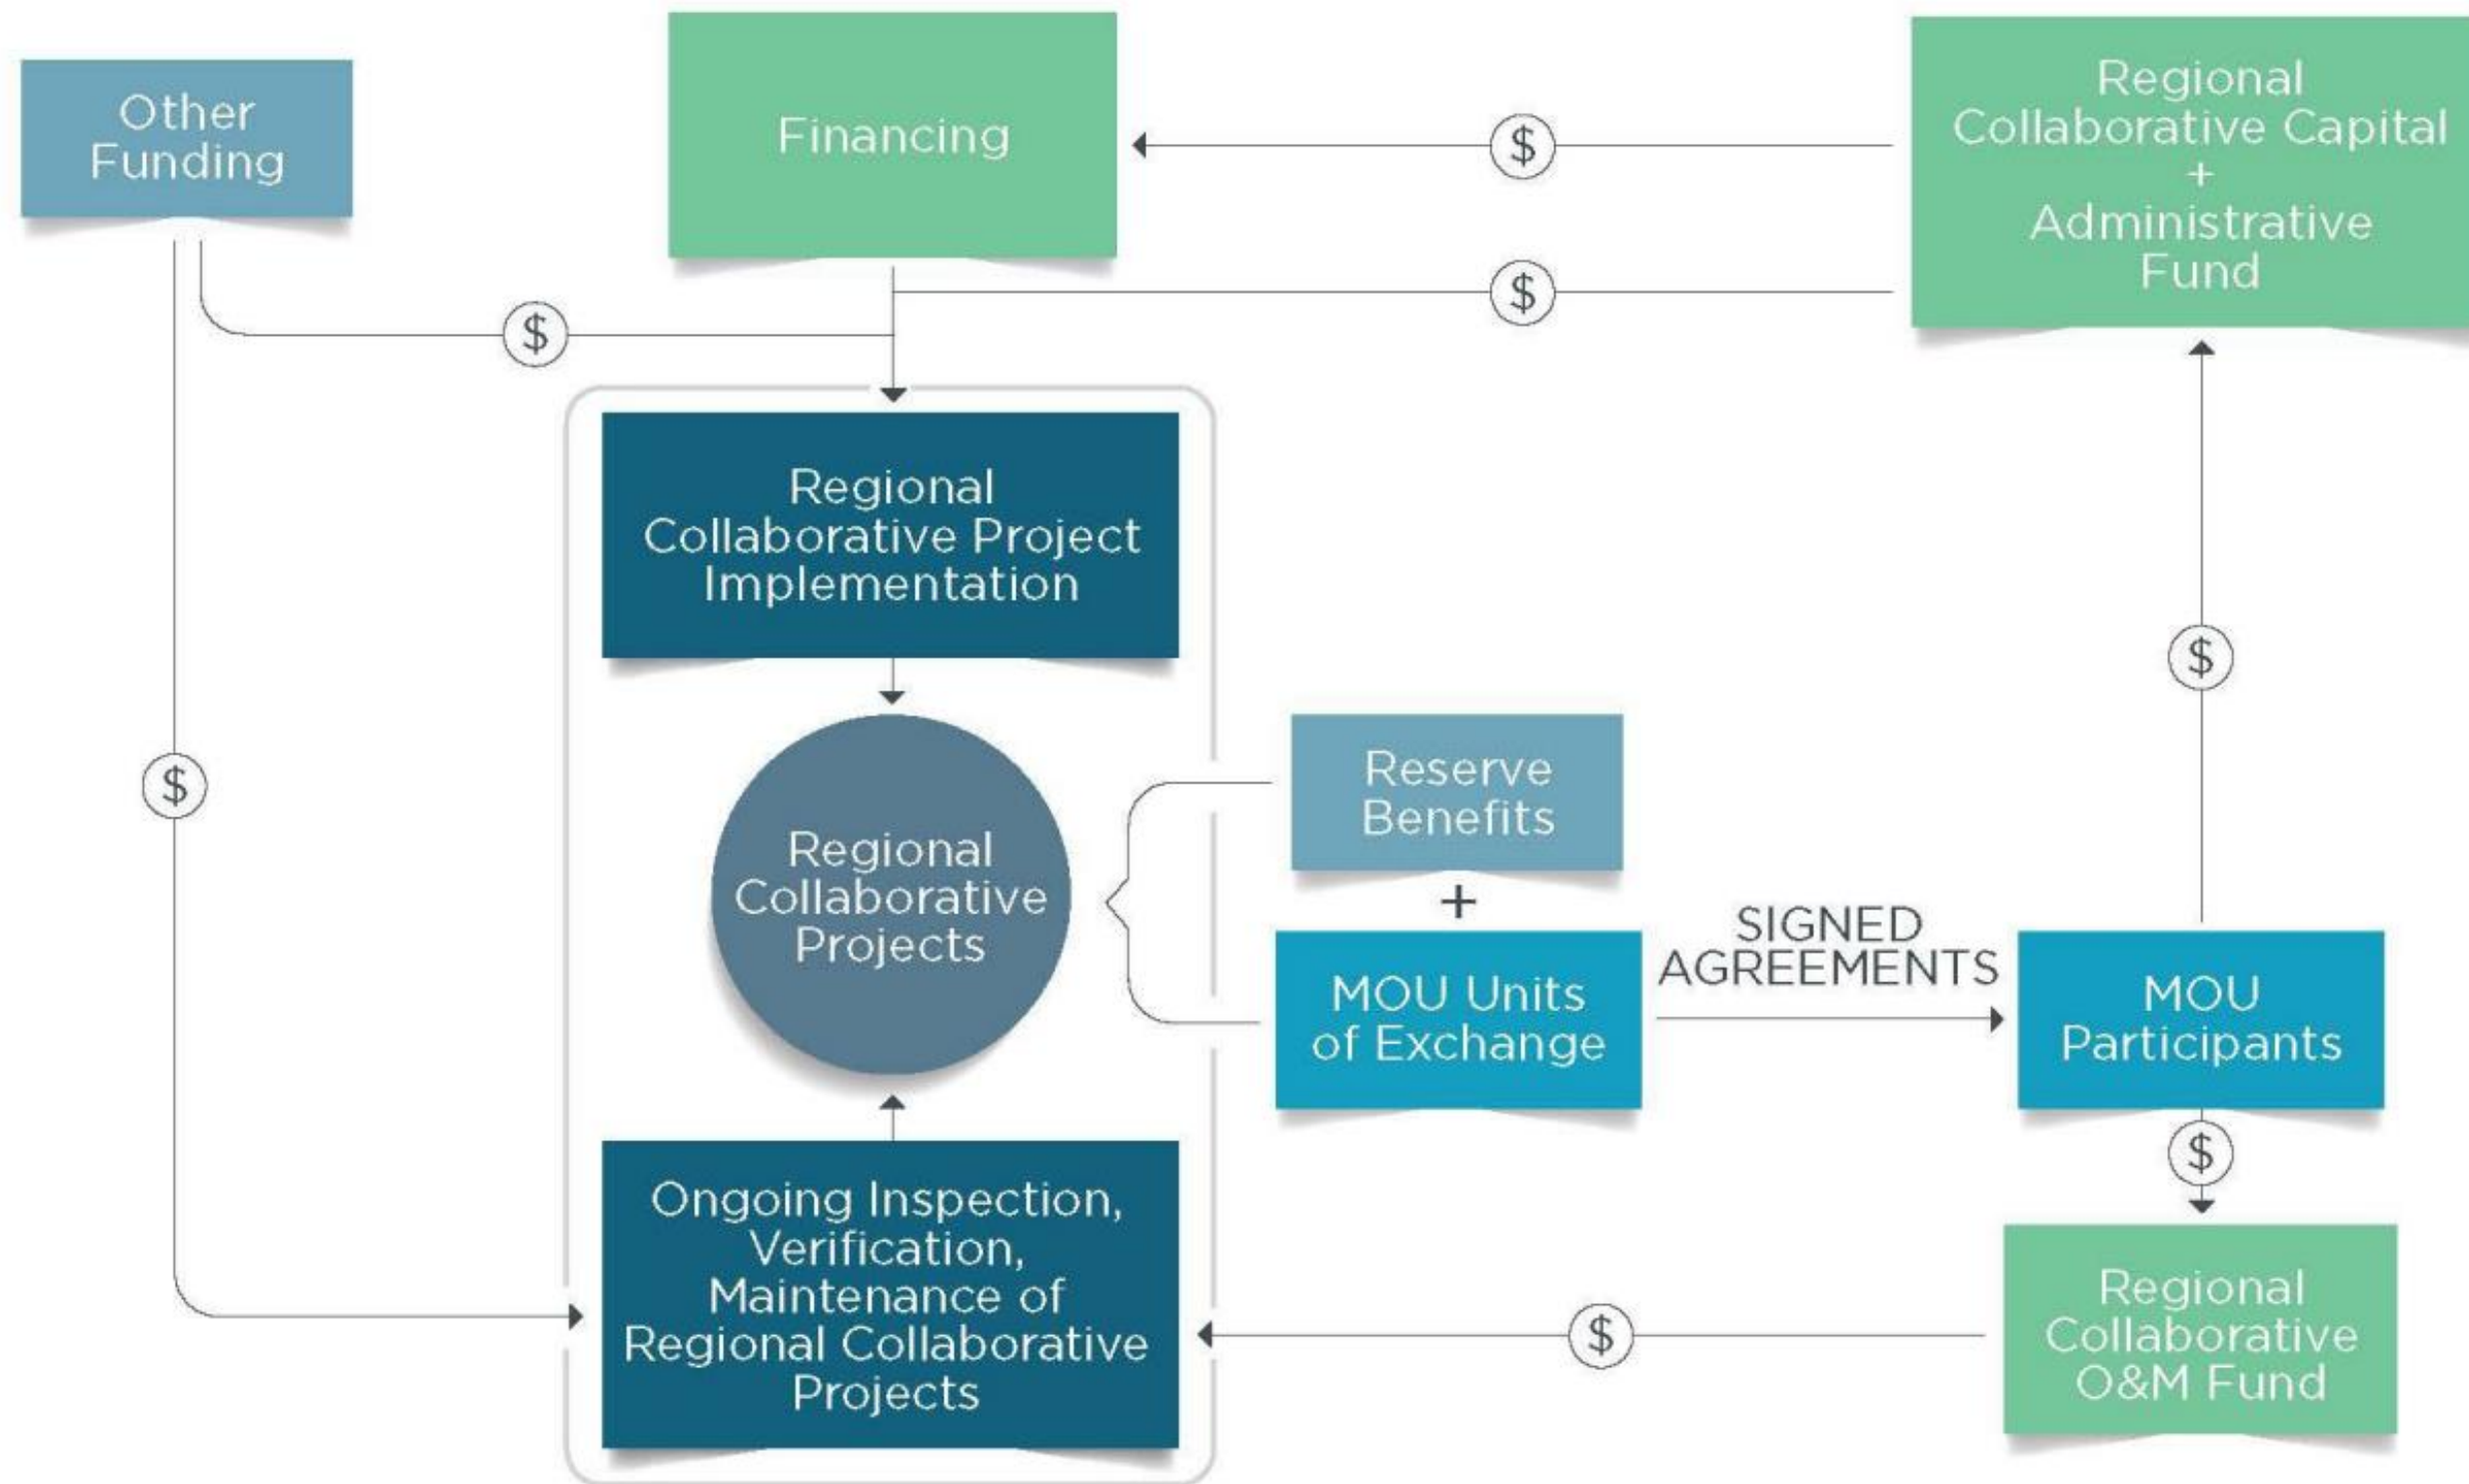 Other
Funding
Financing
Regional
Collaborative Capital
+
Administrative
Fund
$
$
$
Regional
Collaborative Project
Implementation
$
$
Reserve
Benefits
Regional
Collaborative
Projects
+
SIGNED
AGREEMENTS
MOU Units
of Exchange
MOU
Participants
$
Ongoing Inspection,
Verification,
Maintenance of
Regional Collaborative
Projects
$
Regional
Collaborative
O&M Fund